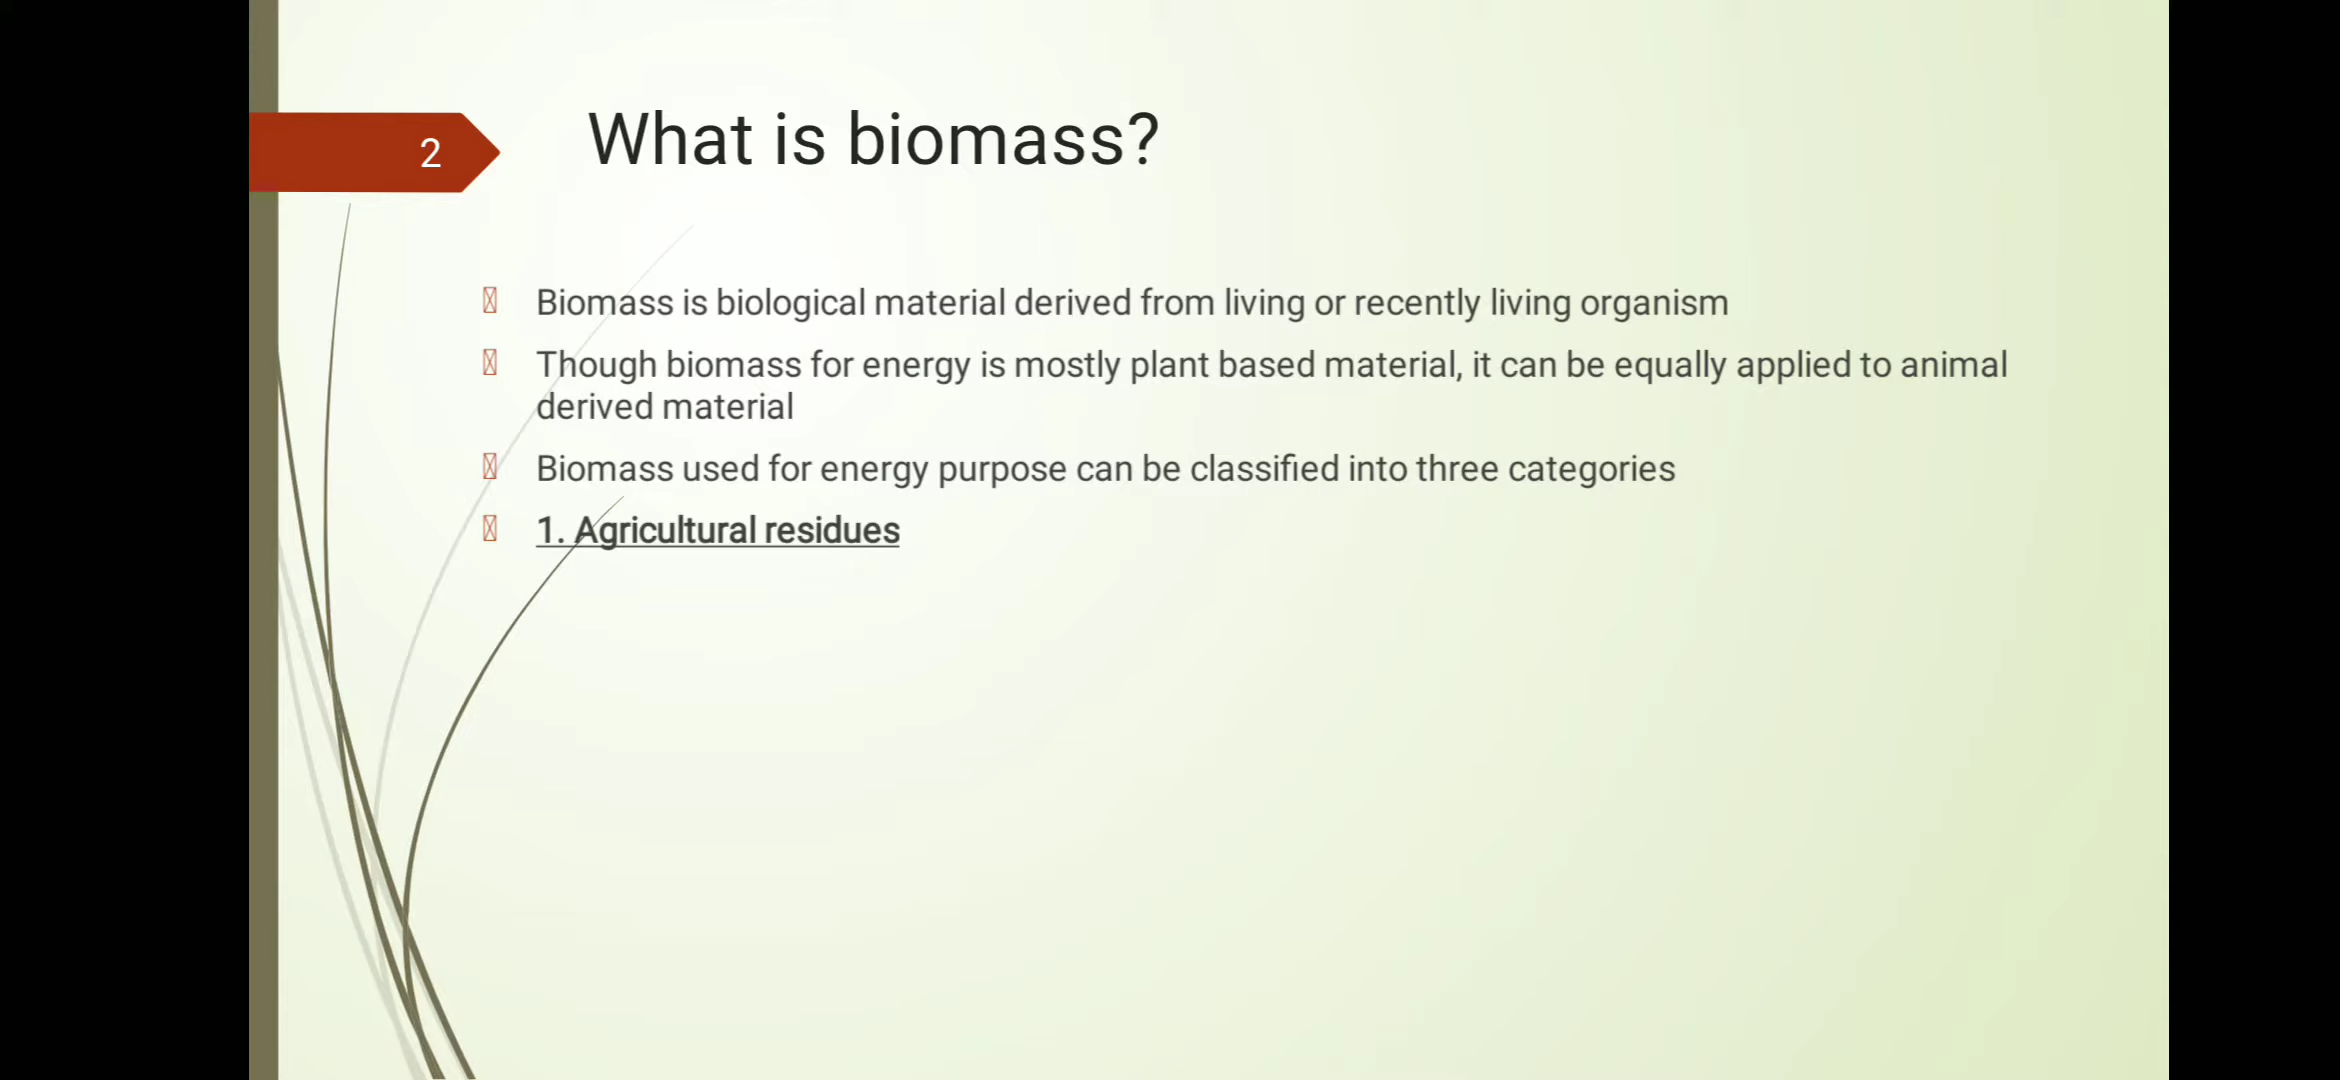 2
What is biomass?
Biomass is biological material derived from living or recently living organism
Though biomass for energy is mostly plant based material, it can be equally applied to animal
derived material
Biomass used for energy purpose can be classified into three categories
1. Agricultural residues